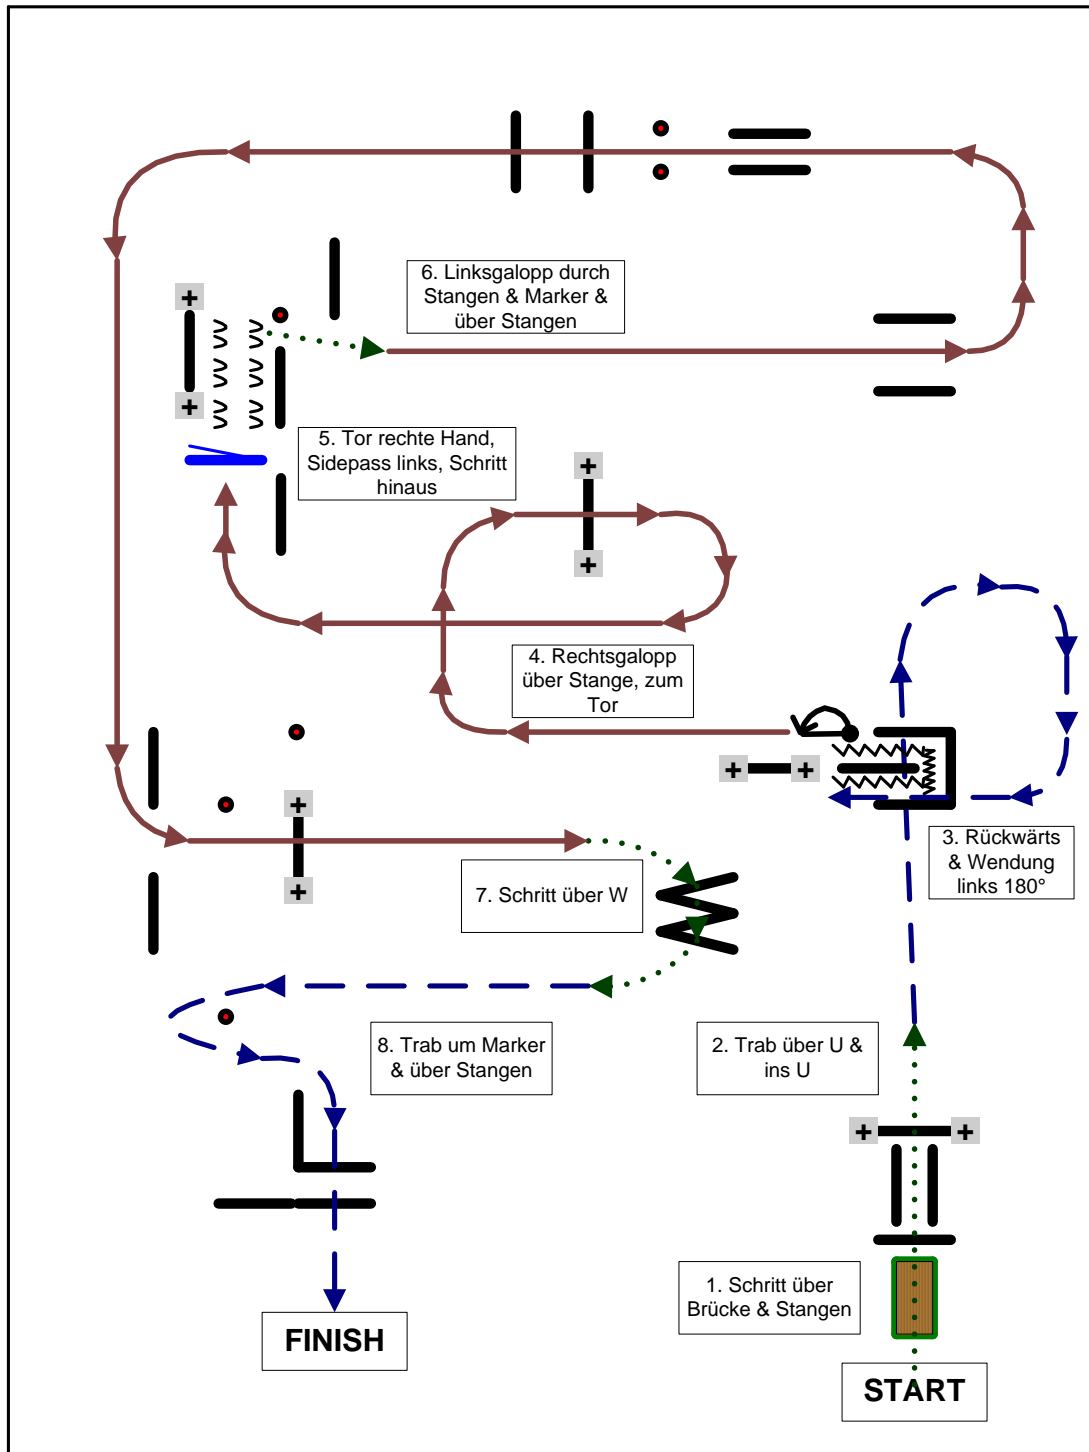 6. Linksgalopp durch
Stangen & Marker &
über Stangen
5. Tor rechte Hand,
Sidepass links, Schritt
hinaus
4. Rechtsgalopp
über Stange, zum
Tor
3. Rückwärts
& Wendung
links 180°
7. Schritt über W
8. Trab um Marker
& über Stangen
2. Trab über U &
ins U
1. Schritt über
Brücke & Stangen
FINISH
START